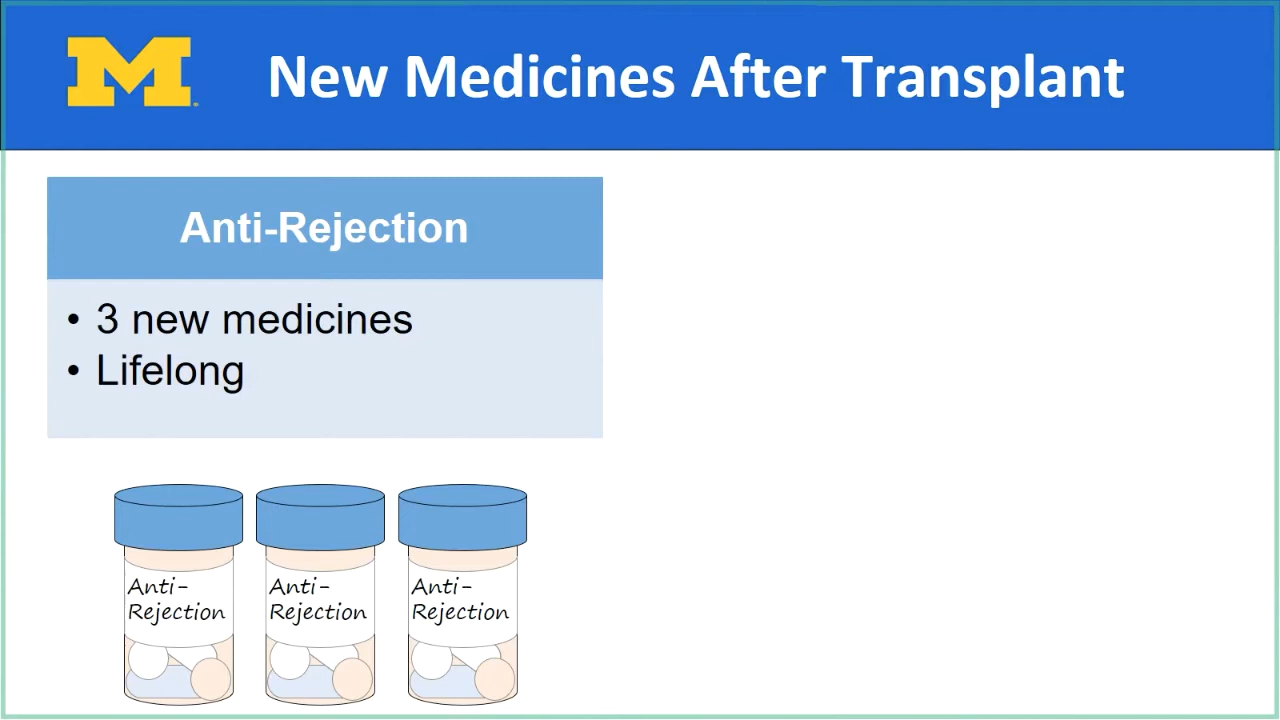 M
New Medicines After Transplant
Anti-Rejection
• 3 new medicines
• Lifelong
Anti-
Rejection
Anti-
Rejection
Anti-
Rejection